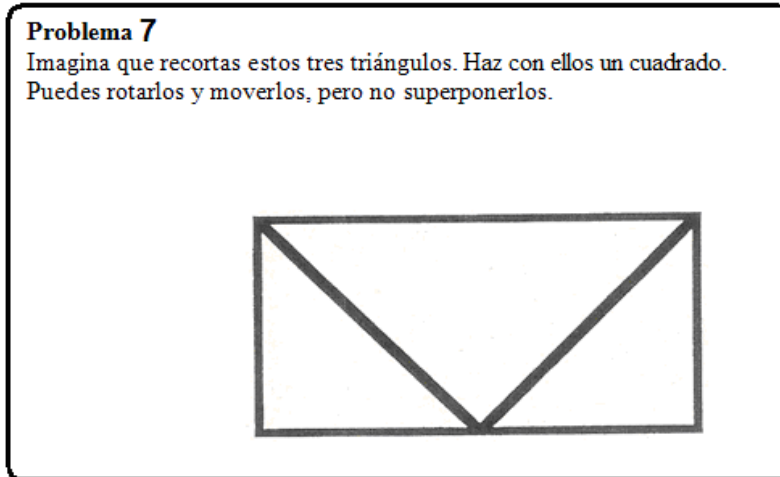 Problema 7
Imagina que recortas estos tres triángulos. Haz con ellos un cuadrado.
Puedes rotarlos y moverlos, pero no superponerlos.